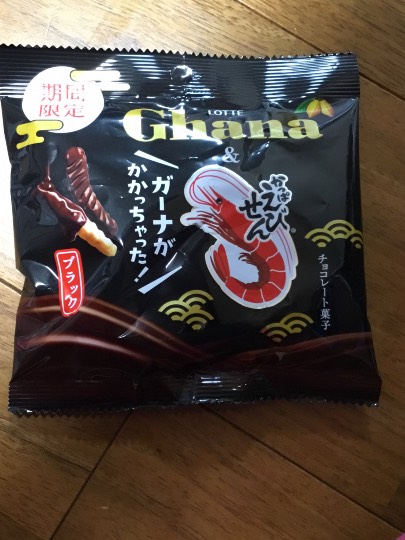 期間
限定
LOTTE
Ghana
&
かっぱ
えび
せん
ガーナが
かかっちゃった!
ブラック
チョコレート菓子